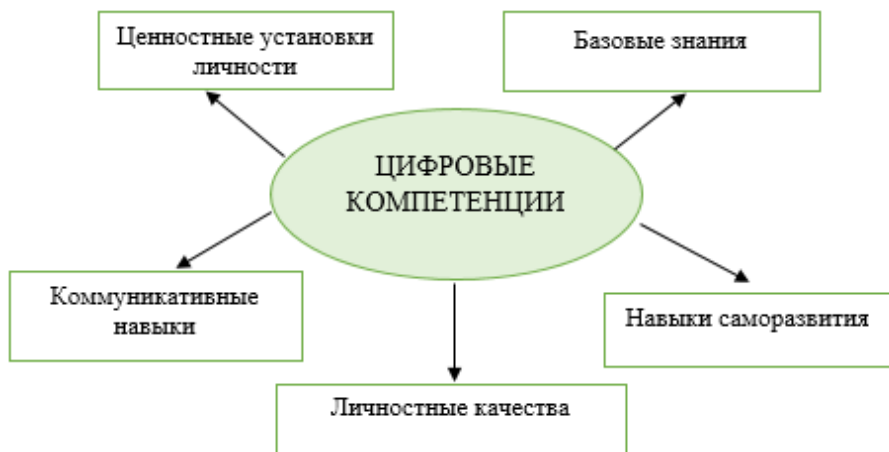 Ценностные установки
личности
Базовые знания
ЦИФРОВЫЕ
КОМПЕТЕНЦИИ
Коммуникативные
навыки
Навыки саморазвития
Личностные качества